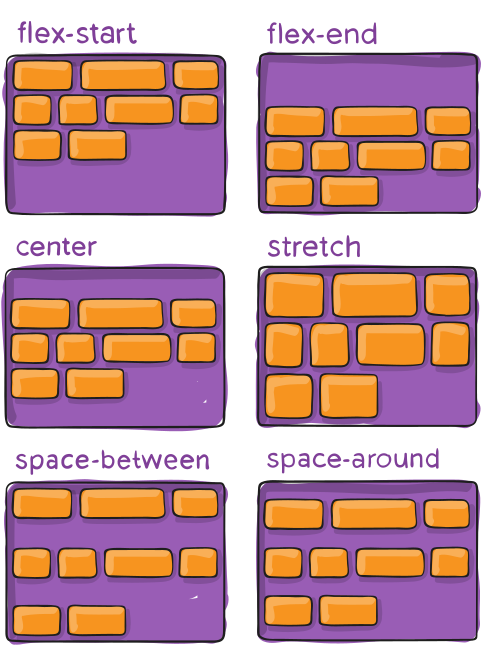 flex-start
flex-end
center
stretch
space-between
space-around